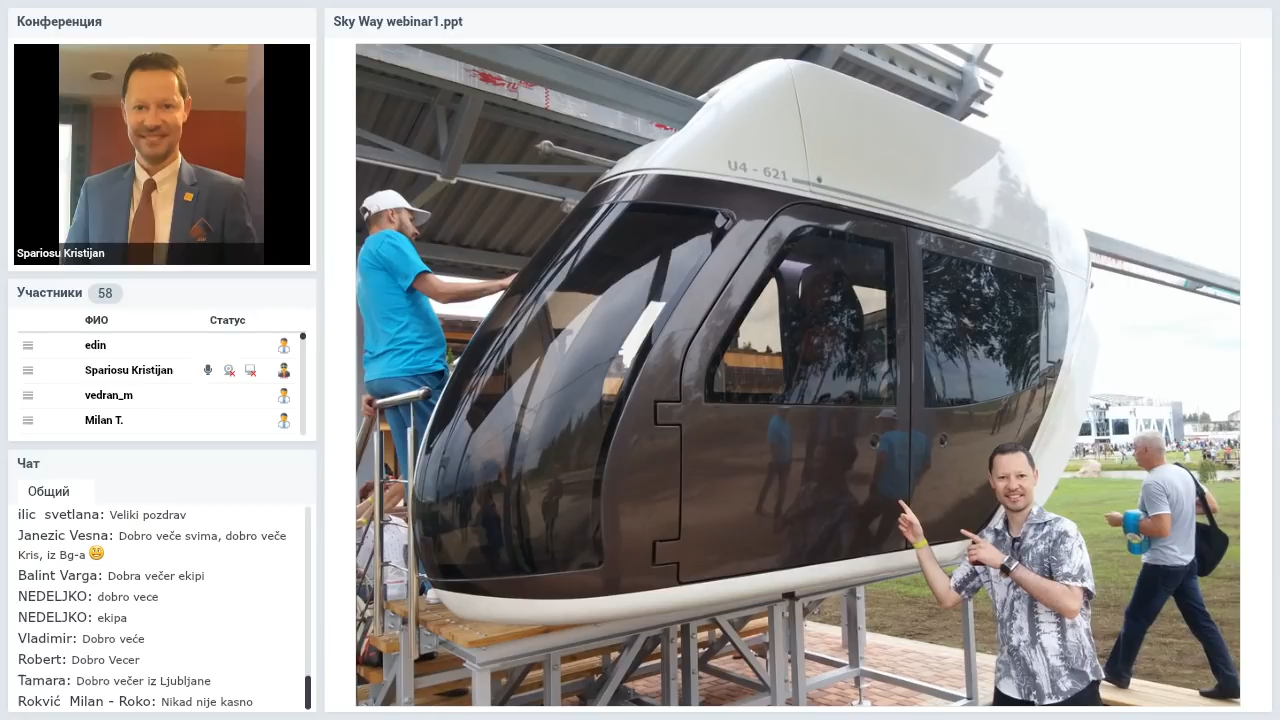 Конференция
Spariosu Kristijan
Участники 58
ФИО Статус
edin
Spariosu Kristijan
vedran_m
Milan T.
Чат
Общий
ilic svetlana: Veliki pozdrav
Janezic Vesna: Dobro veče svima, dobro veče
Kris, iz Bg-a
Balint Varga: Dobra večer ekipi
NEDELJKO: dobro vece
NEDELJKO: ekipa
Vladimir: Dobro veće
Robert: Dobro Vecer
Tamara: Dobro večer iz Ljubljane
Rokvić Milan - Roko: Nikad nije kasno
Sky Way webinar1.ppt
U4 - 621